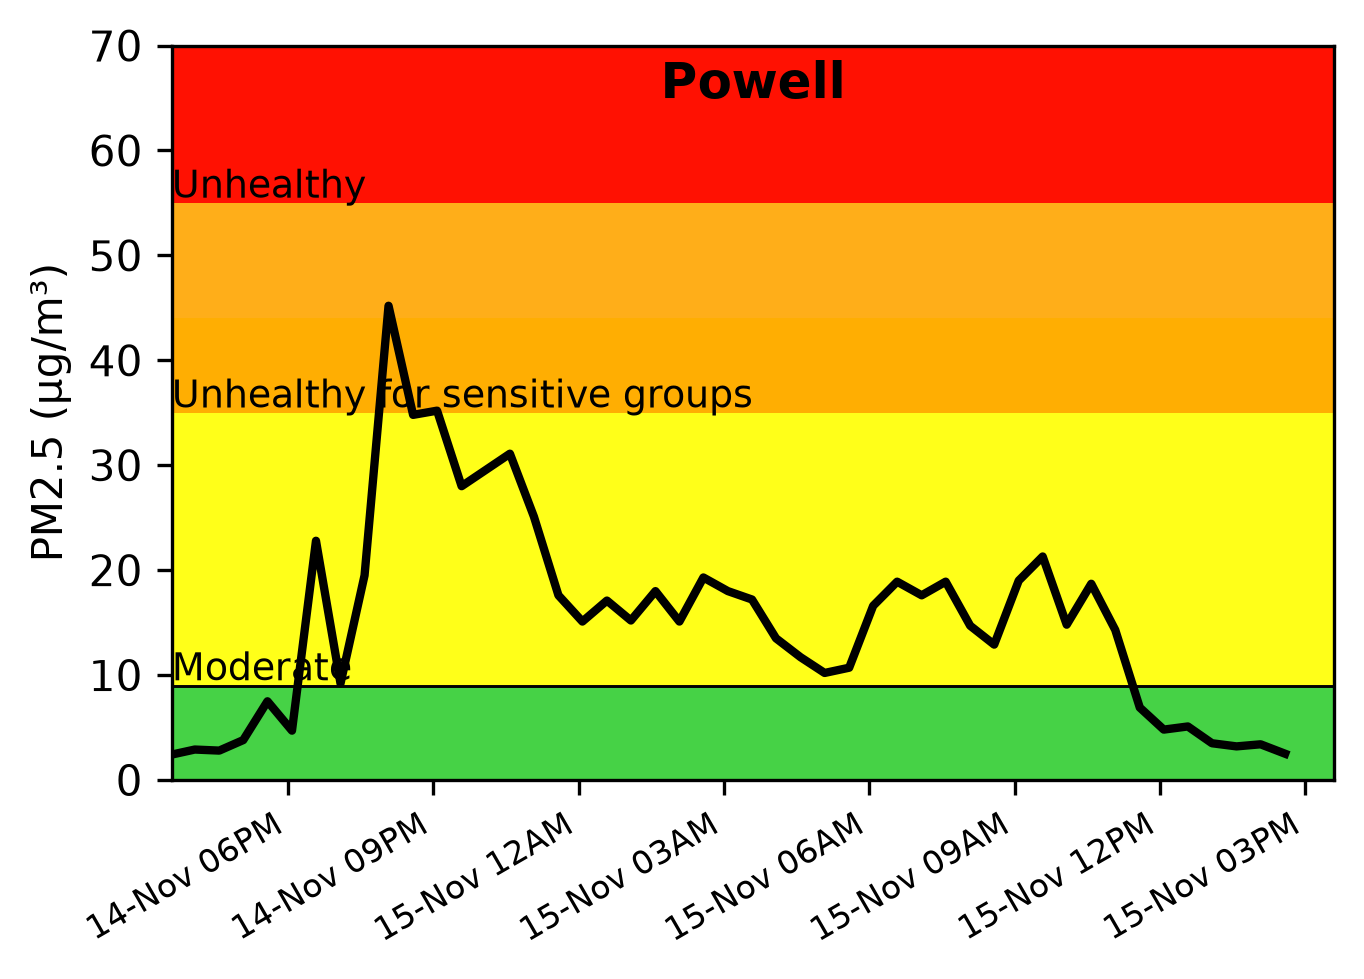 Powell
PM2.5 (µg/m³)
70
60
50
40
30
20
10
0
Unhealthy
Unhealthy for sensitive groups
Moderate
14-Nov 06PM
14-Nov 09PM
15-Nov 12AM
15-Nov 03AM
15-Nov 06AM
15-Nov 09AM
15-Nov 12PM
15-Nov 03PM